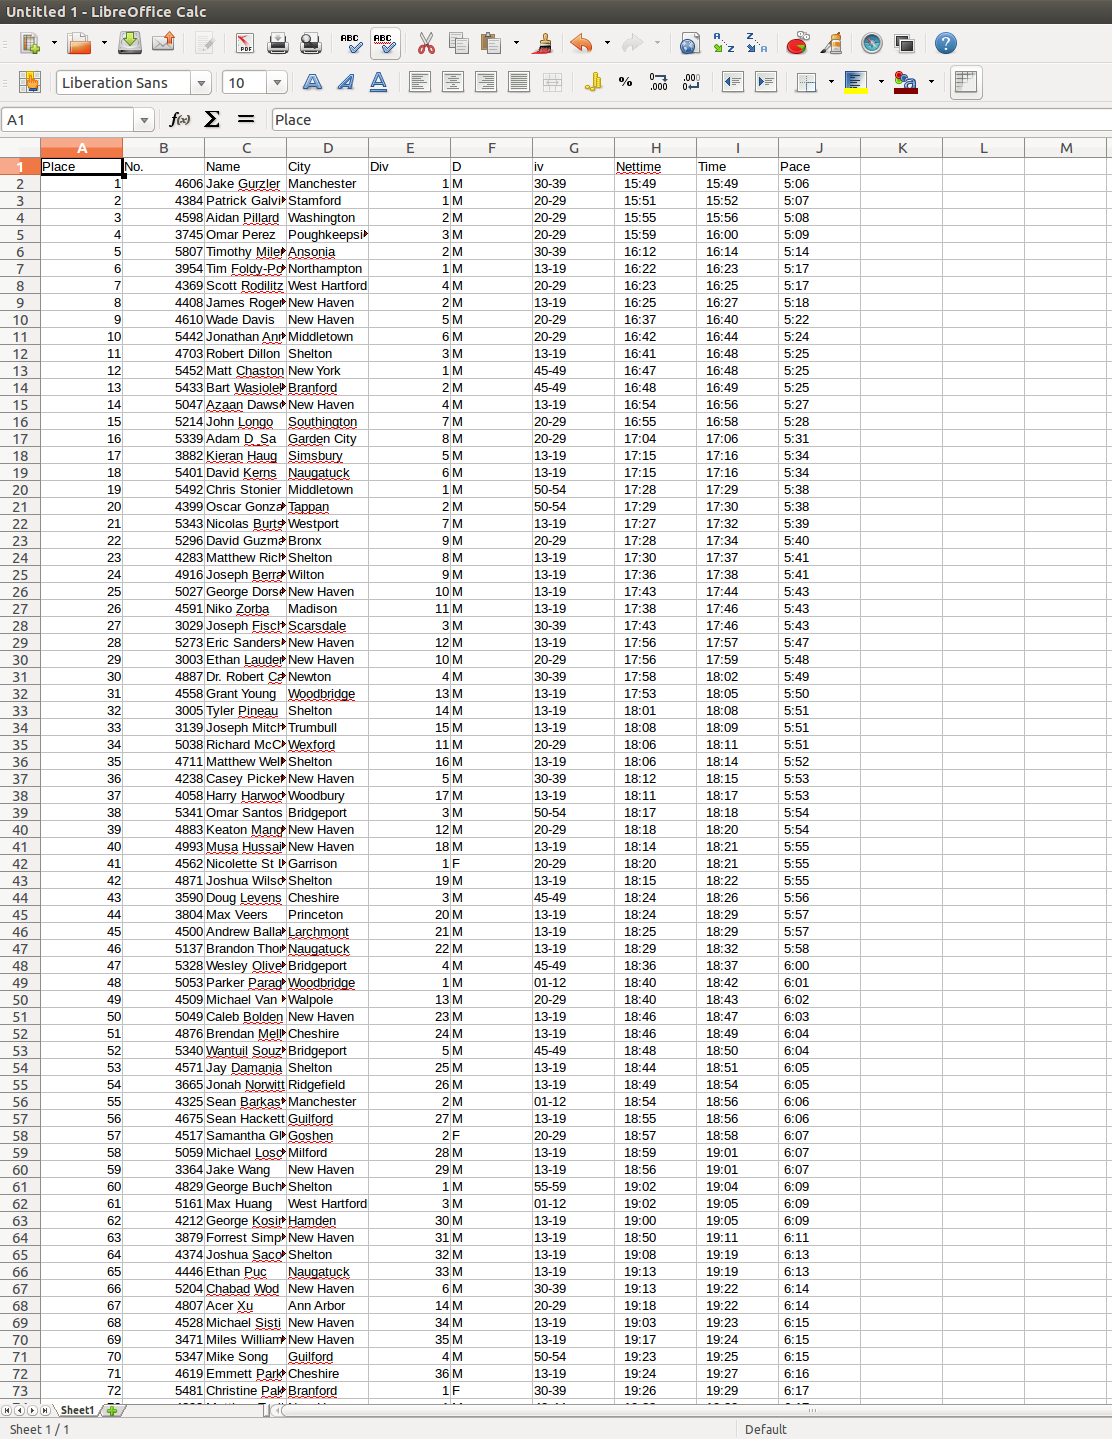 Untitled 1 - LibreOffice Calc
Liberation Sans 10
A1 Place
A B C D E F G H I J K L M
1 Place No. Name City Div D iv Nettime Time Pace
2 1 4606 Jake Gurzler Manchester 1 M 30-39 15:49 15:49 5:06
3 2 4384 Patrick Galvi Stamford 1 M 20-29 15:51 15:52 5:07
4 3 4598 Aidan Pillard Washington 2 M 20-29 15:55 15:56 5:08
5 4 3745 Omar Perez Poughkeepsi 3 M 20-29 15:59 16:00 5:09
6 5 5807 Timothy Mile Ansonia 2 M 30-39 16:12 16:14 5:14
7 6 3954 Tim Foldy-Po Northampton 1 M 13-19 16:22 16:23 5:17
8 7 4369 Scott Rodilitz West Hartford 4 M 20-29 16:23 16:25 5:17
9 8 4408 James Roger New Haven 2 M 13-19 16:25 16:27 5:18
10 9 4610 Wade Davis New Haven 5 M 20-29 16:37 16:40 5:22
11 10 5442 Jonathan Ann Middletown 6 M 20-29 16:42 16:44 5:24
12 11 4703 Robert Dillon Shelton 3 M 13-19 16:41 16:48 5:25
13 12 5452 Matt Chaston New York 1 M 45-49 16:47 16:48 5:25
14 13 5433 Bart Wasiole Branford 2 M 45-49 16:48 16:49 5:25
15 14 5047 Azaan Daws New Haven 4 M 13-19 16:54 16:56 5:27
16 15 5214 John Longo Southington 7 M 20-29 16:55 16:58 5:28
17 16 5339 Adam D_Sa Garden City 8 M 20-29 17:04 17:06 5:31
18 17 3882 Kieran Haug Simsbury 5 M 13-19 17:15 17:16 5:34
19 18 5401 David Kerns Naugatuck 6 M 13-19 17:15 17:16 5:34
20 19 5492 Chris Stonier Middletown 1 M 50-54 17:28 17:29 5:38
21 20 4399 Oscar Gonza Tappan 2 M 50-54 17:29 17:30 5:38
22 21 5343 Nicolas Burts Westport 7 M 13-19 17:27 17:32 5:39
23 22 5296 David Guzma Bronx 9 M 20-29 17:28 17:34 5:40
24 23 4283 Matthew Rich Shelton 8 M 13-19 17:30 17:37 5:41
25 24 4916 Joseph Berra Wilton 9 M 13-19 17:36 17:38 5:41
26 25 5027 George Dors New Haven 10 M 13-19 17:43 17:44 5:43
27 26 4591 Niko Zorba Madison 11 M 13-19 17:38 17:46 5:43
28 27 3029 Joseph Fisch Scarsdale 3 M 30-39 17:43 17:46 5:43
29 28 5273 Eric Sanders New Haven 12 M 13-19 17:56 17:57 5:47
30 29 3003 Ethan Lauder New Haven 10 M 20-29 17:56 17:59 5:48
31 30 4887 Dr. Robert Ca Newton 4 M 30-39 17:58 18:02 5:49
32 31 4558 Grant Young Woodbridge 13 M 13-19 17:53 18:05 5:50
33 32 3005 Tyler Pineau Shelton 14 M 13-19 18:01 18:08 5:51
34 33 3139 Joseph Mitch Trumbull 15 M 13-19 18:08 18:09 5:51
35 34 5038 Richard McC Wexford 11 M 20-29 18:06 18:11 5:51
36 35 4711 Matthew Well Shelton 16 M 13-19 18:06 18:14 5:52
37 36 4238 Casey Picke New Haven 5 M 30-39 18:12 18:15 5:53
38 37 4058 Harry Harwo Woodbury 17 M 13-19 18:11 18:17 5:53
39 38 5341 Omar Santos Bridgeport 3 M 50-54 18:17 18:18 5:54
40 39 4883 Keaton Mang New Haven 12 M 20-29 18:18 18:20 5:54
41 40 4993 Musa Hussai New Haven 18 M 13-19 18:14 18:21 5:55
42 41 4562 Nicolette St L Garrison 1 F 20-29 18:20 18:21 5:55
43 42 4871 Joshua Wilso Shelton 19 M 13-19 18:15 18:22 5:55
44 43 3590 Doug Levens Cheshire 3 M 45-49 18:24 18:26 5:56
45 44 3804 Max Veers Princeton 20 M 13-19 18:24 18:29 5:57
46 45 4500 Andrew Balla Larchmont 21 M 13-19 18:25 18:29 5:57
47 46 5137 Brandon Thor Naugatuck 22 M 13-19 18:29 18:32 5:58
48 47 5328 Wesley Olive Bridgeport 4 M 45-49 18:36 18:37 6:00
49 48 5053 Parker Parag Woodbridge 1 M 01-12 18:40 18:42 6:01
50 49 4509 Michael Van Walpole 13 M 20-29 18:40 18:43 6:02
51 50 5049 Caleb Bolden New Haven 23 M 13-19 18:46 18:47 6:03
52 51 4876 Brendan Mell Cheshire 24 M 13-19 18:46 18:49 6:04
53 52 5340 Wantuil Souz Bridgeport 5 M 45-49 18:48 18:50 6:04
54 53 4571 Jay Damania Shelton 25 M 13-19 18:44 18:51 6:05
55 54 3665 Jonah Norwitt Ridgefield 26 M 13-19 18:49 18:54 6:05
56 55 4325 Sean Barkas Manchester 2 M 01-12 18:54 18:56 6:06
57 56 4675 Sean Hackett Guilford 27 M 13-19 18:55 18:56 6:06
58 57 4517 Samantha Gl Goshen 2 F 20-29 18:57 18:58 6:07
59 58 5059 Michael Loso Milford 28 M 13-19 18:59 19:01 6:07
60 59 3364 Jake Wang New Haven 29 M 13-19 18:56 19:01 6:07
61 60 4829 George Buch Shelton 1 M 55-59 19:02 19:04 6:09
62 61 5161 Max Huang West Hartford 3 M 01-12 19:02 19:05 6:09
63 62 4212 George Kosir Hamden 30 M 13-19 19:00 19:05 6:09
64 63 3879 Forrest Simp New Haven 31 M 13-19 18:50 19:11 6:11
65 64 4374 Joshua Saco Shelton 32 M 13-19 19:08 19:19 6:13
66 65 4446 Ethan Puc Naugatuck 33 M 13-19 19:13 19:19 6:13
67 66 5204 Chabad Wod New Haven 6 M 30-39 19:13 19:22 6:14
68 67 4807 Acer Xu Ann Arbor 14 M 20-29 19:18 19:22 6:14
69 68 4528 Michael Sisti New Haven 34 M 13-19 19:03 19:23 6:15
70 69 3471 Miles William New Haven 35 M 13-19 19:17 19:24 6:15
71 70 5347 Mike Song Guilford 4 M 50-54 19:23 19:25 6:15
72 71 4619 Emmett Park Cheshire 36 M 13-19 19:24 19:27 6:16
73 72 5481 Christine Pak Branford 1 F 30-39 19:26 19:29 6:17
Sheet1
Sheet 1 / 1 Default